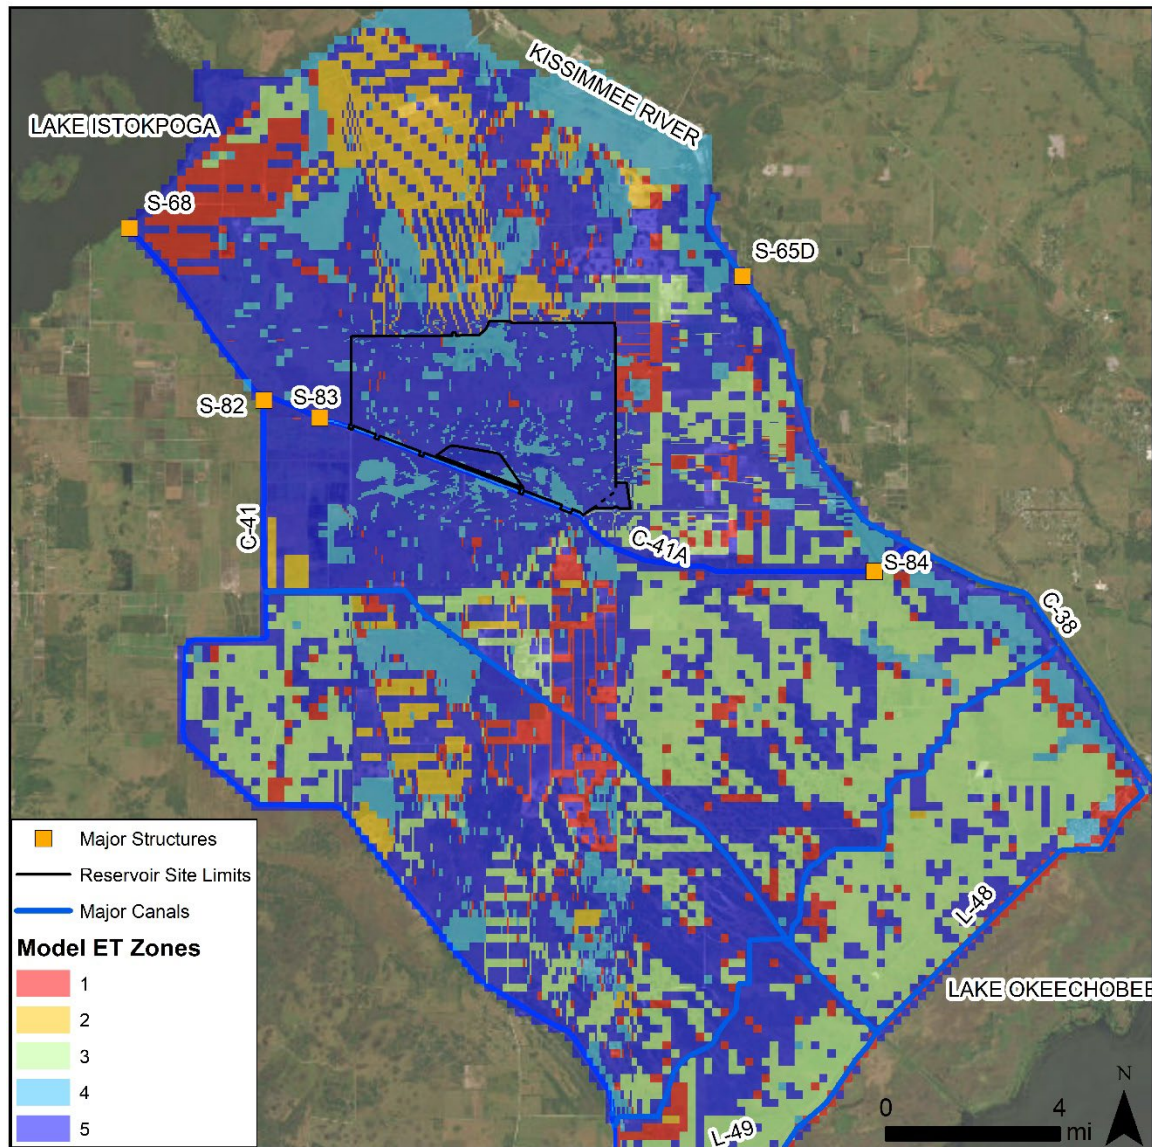 KISSIMMEE RIVER
LAKE ISTOKPOGA
S-68
S-65D
S-82
S-83
C-41
C-41A
S-84
C-38
L-48
LAKE OKEECHOBEE
L-49
Major Structures
Reservoir Site Limits
Major Canals
Model ET Zones
1
2
3
4
5
N
0 4
mi